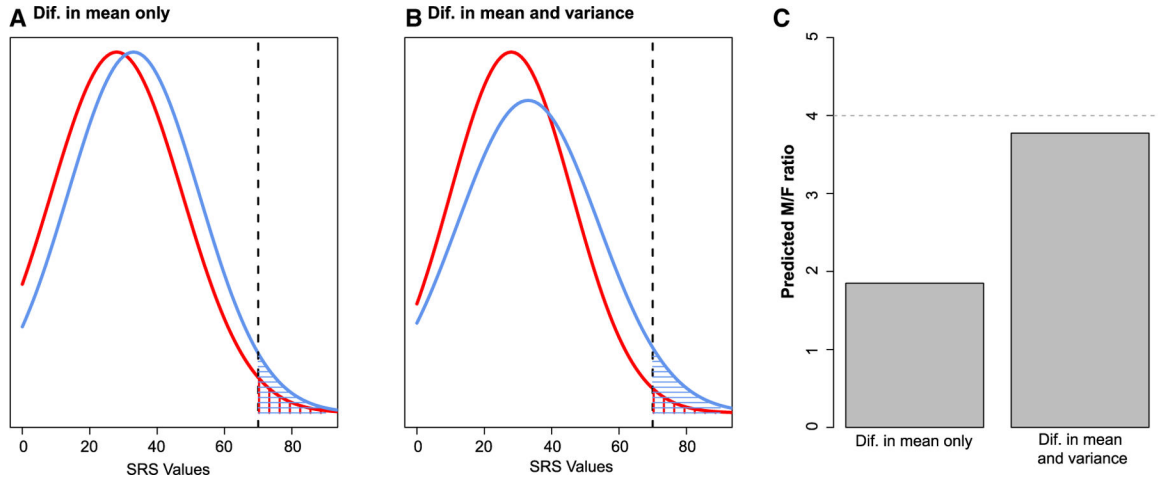 A Dif. in mean only
0 20 40 60 80
SRS Values
B Dif. in mean and variance
0 20 40 60 80
SRS Values
C
Predicted M/F ratio
5
4
3
2
1
0
Dif. in mean only
Dif. in mean
and variance